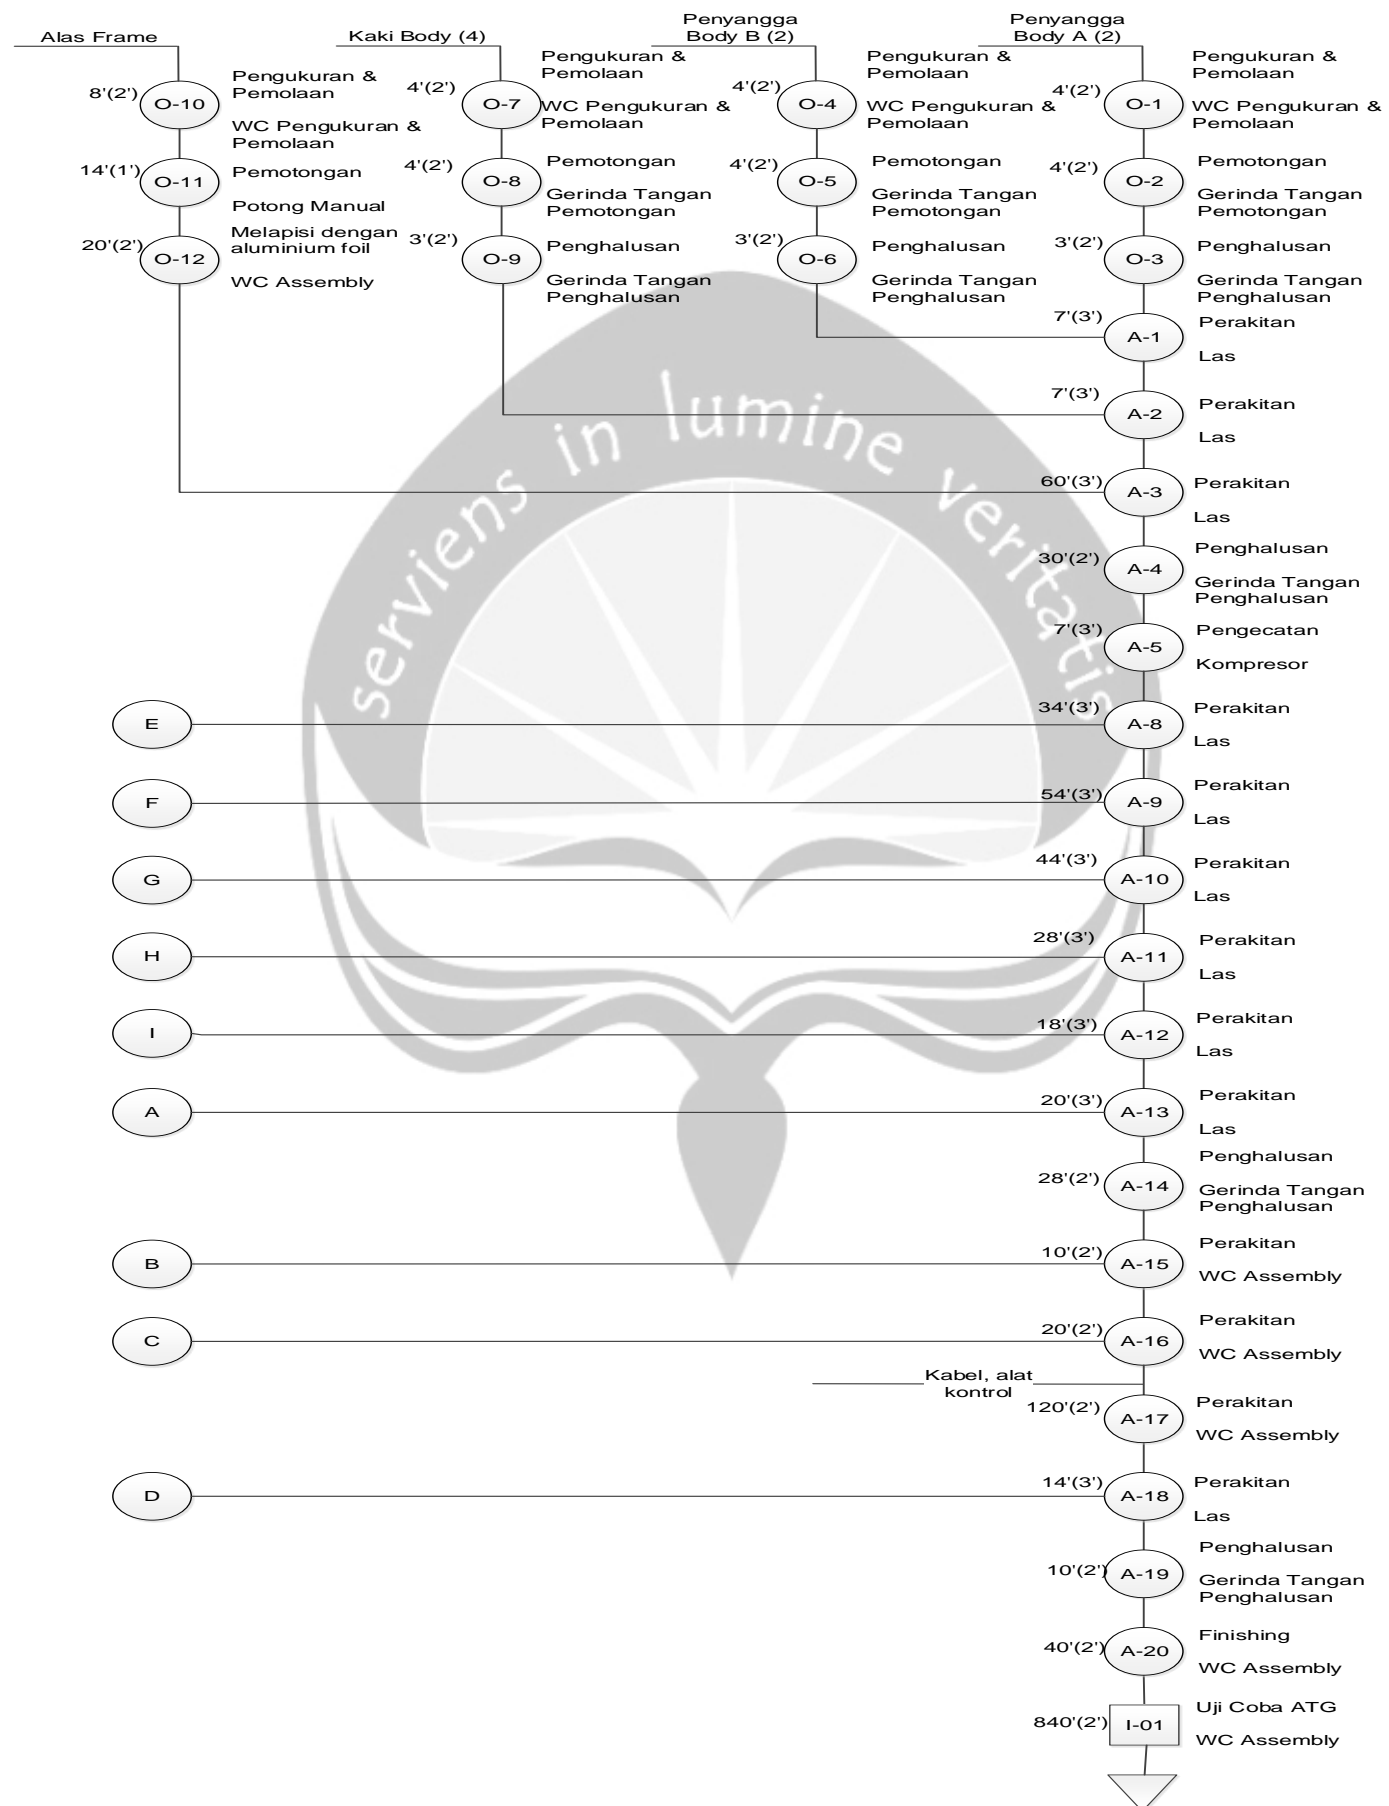 Alas Frame
Kaki Body (4)
Penyangga
Body B (2)
Penyangga
Body A (2)
8'(2')
O-10
Pengukuran &
Pemolaan
WC Pengukuran &
Pemolaan
4'(2')
O-7
Pengukuran &
Pemolaan
WC Pengukuran &
Pemolaan
4'(2')
O-4
Pengukuran &
Pemolaan
WC Pengukuran &
Pemolaan
4'(2')
O-1
Pengukuran &
Pemolaan
WC Pengukuran &
Pemolaan
14'(1')
O-11
Pemotongan
Potong Manual
4'(2')
O-8
Pemotongan
Gerinda Tangan
Pemotongan
4'(2')
O-5
Pemotongan
Gerinda Tangan
Pemotongan
4'(2')
O-2
Pemotongan
Gerinda Tangan
Pemotongan
20'(2')
O-12
Melapisi dengan
aluminium foil
WC Assembly
3'(2')
O-9
Penghalusan
Gerinda Tangan
Penghalusan
3'(2')
O-6
Penghalusan
Gerinda Tangan
Penghalusan
3'(2')
O-3
Penghalusan
Gerinda Tangan
Penghalusan
7'(3')
A-1
Perakitan
Las
7'(3')
A-2
Perakitan
Las
60'(3')
A-3
Perakitan
Las
30'(2')
A-4
Penghalusan
Gerinda Tangan
Penghalusan
7'(3')
A-5
Pengecatan
Kompresor
E
34'(3')
A-8
Perakitan
Las
F
54'(3')
A-9
Perakitan
Las
G
44'(3')
A-10
Perakitan
Las
H
28'(3')
A-11
Perakitan
Las
I
18'(3')
A-12
Perakitan
Las
A
20'(3')
A-13
Perakitan
Las
28'(2')
A-14
Penghalusan
Gerinda Tangan
Penghalusan
B
10'(2')
A-15
Perakitan
WC Assembly
C
20'(2')
A-16
Perakitan
WC Assembly
Kabel, alat
kontrol
120'(2')
A-17
Perakitan
WC Assembly
D
14'(3')
A-18
Perakitan
Las
10'(2')
A-19
Penghalusan
Gerinda Tangan
Penghalusan
40'(2')
A-20
Finishing
WC Assembly
840'(2')
I-01
Uji Coba ATG
WC Assembly
serviens in lumine veritatis